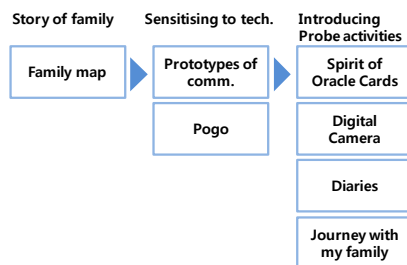 Story of family
Family map
Sensitising to tech.
Prototypes of
comm.
Pogo
Introducing
Probe activities
Spirit of
Oracle Cards
Digital
Camera
Diaries
Journey with
my family